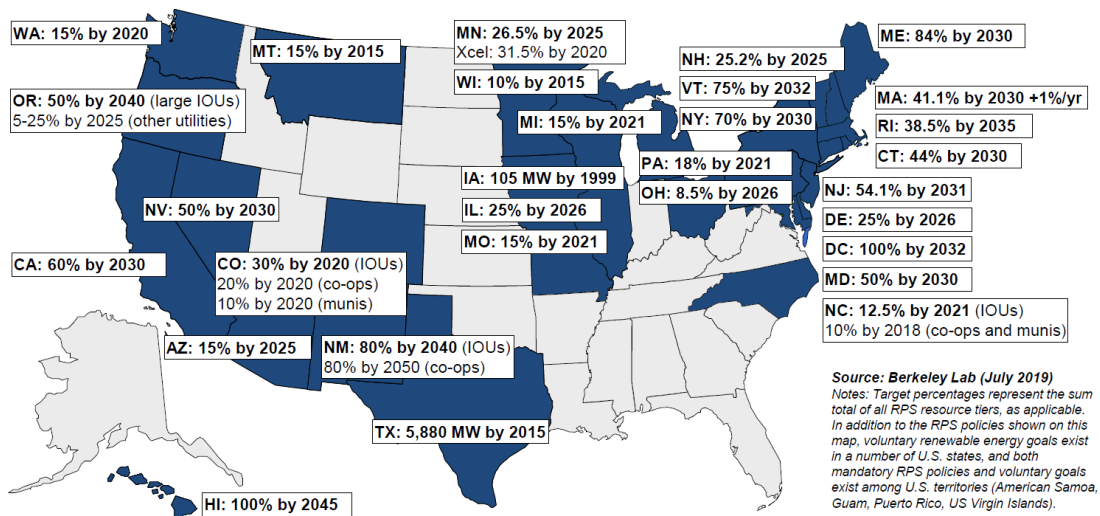 WA: 15% by 2020
MT: 15% by 2015
MN: 26.5% by 2025
Xcel: 31.5% by 2020
ME: 84% by 2030
NH: 25.2% by 2025
WI: 10% by 2015
VT: 75% by 2032
MA: 41.1% by 2030 +1%/yr
OR: 50% by 2040 (large IOUs)
5-25% by 2025 (other utilities)
MI: 15% by 2021
NY: 70% by 2030
RI: 38.5% by 2035
CT: 44% by 2030
PA: 18% by 2021
IA: 105 MW by 1999
OH: 8.5% by 2026
NJ: 54.1% by 2031
NV: 50% by 2030
IL: 25% by 2026
DE: 25% by 2026
MO: 15% by 2021
DC: 100% by 2032
CA: 60% by 2030
CO: 30% by 2020 (IOUs)
20% by 2020 (co-ops)
10% by 2020 (munis)
MD: 50% by 2030
NC: 12.5% by 2021 (IOUs)
10% by 2018 (co-ops and munis)
AZ: 15% by 2025
NM: 80% by 2040 (IOUs)
80% by 2050 (co-ops)
TX: 5,880 MW by 2015
HI: 100% by 2045
Source: Berkeley Lab (July 2019)
Notes: Target percentages represent the sum
total of all RPS resource tiers, as applicable.
In addition to the RPS policies shown on this
map, voluntary renewable energy goals exist
in a number of U.S. states, and both
mandatory RPS policies and voluntary goals
exist among U.S. territories (American Samoa,
Guam, Puerto Rico, US Virgin Islands).